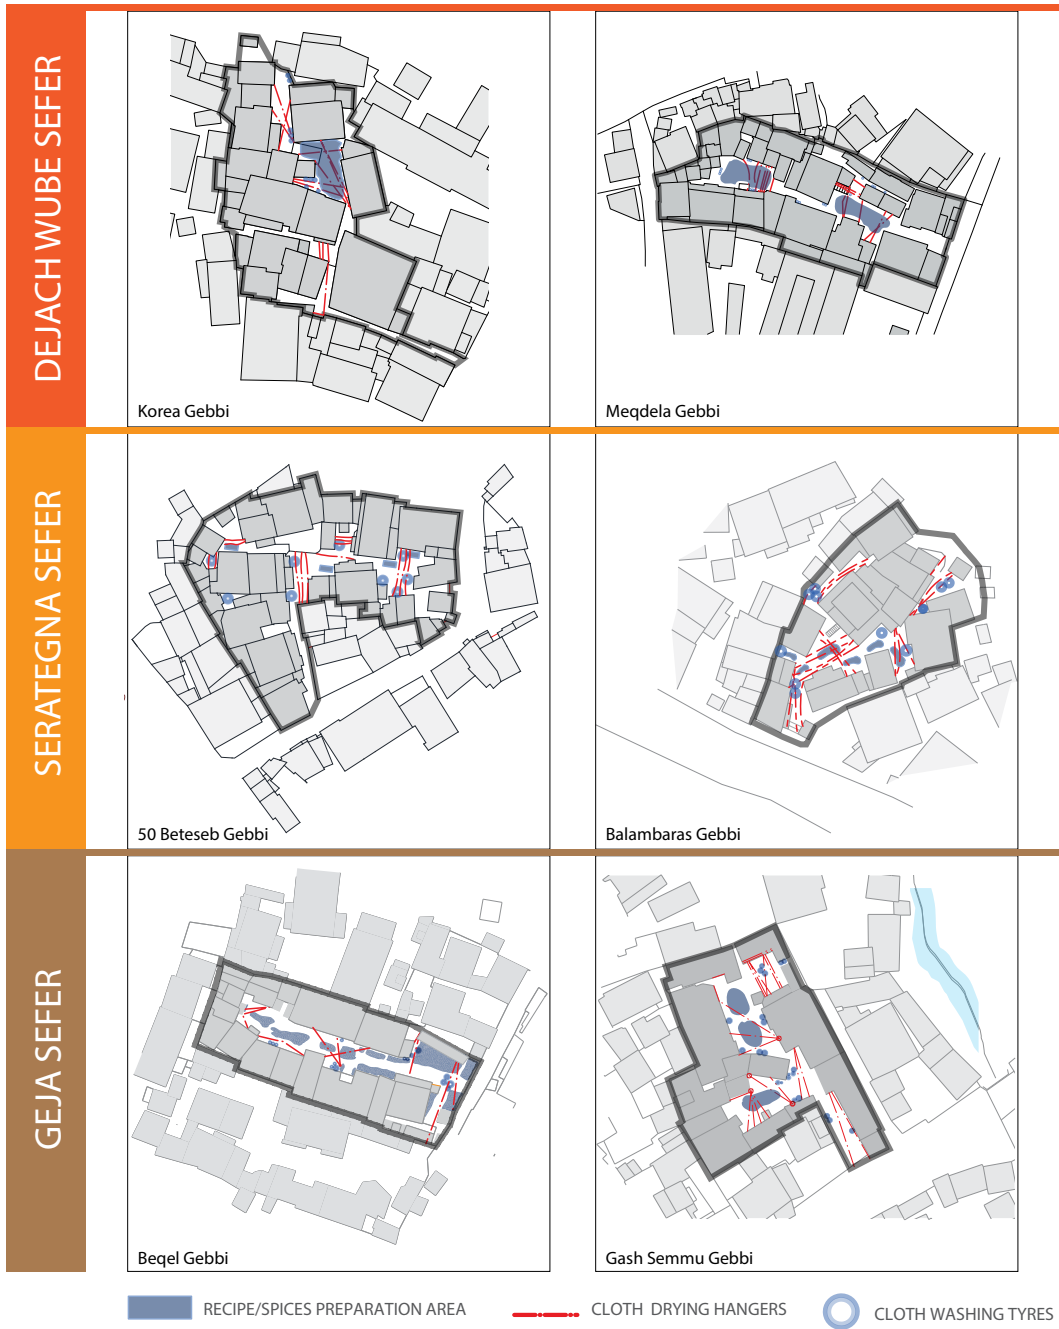 DEJACH WUBE SEFER
Korea Gebbi
Meqdela Gebbi
SERATEGNA SEFER
50 Beteseb Gebbi
Balambaras Gebbi
GEJA SEFER
Beqel Gebbi
Gash Semmu Gebbi
RECIPE/SPICES PREPARATION AREA
CLOTH DRYING HANGERS
CLOTH WASHING TYRES